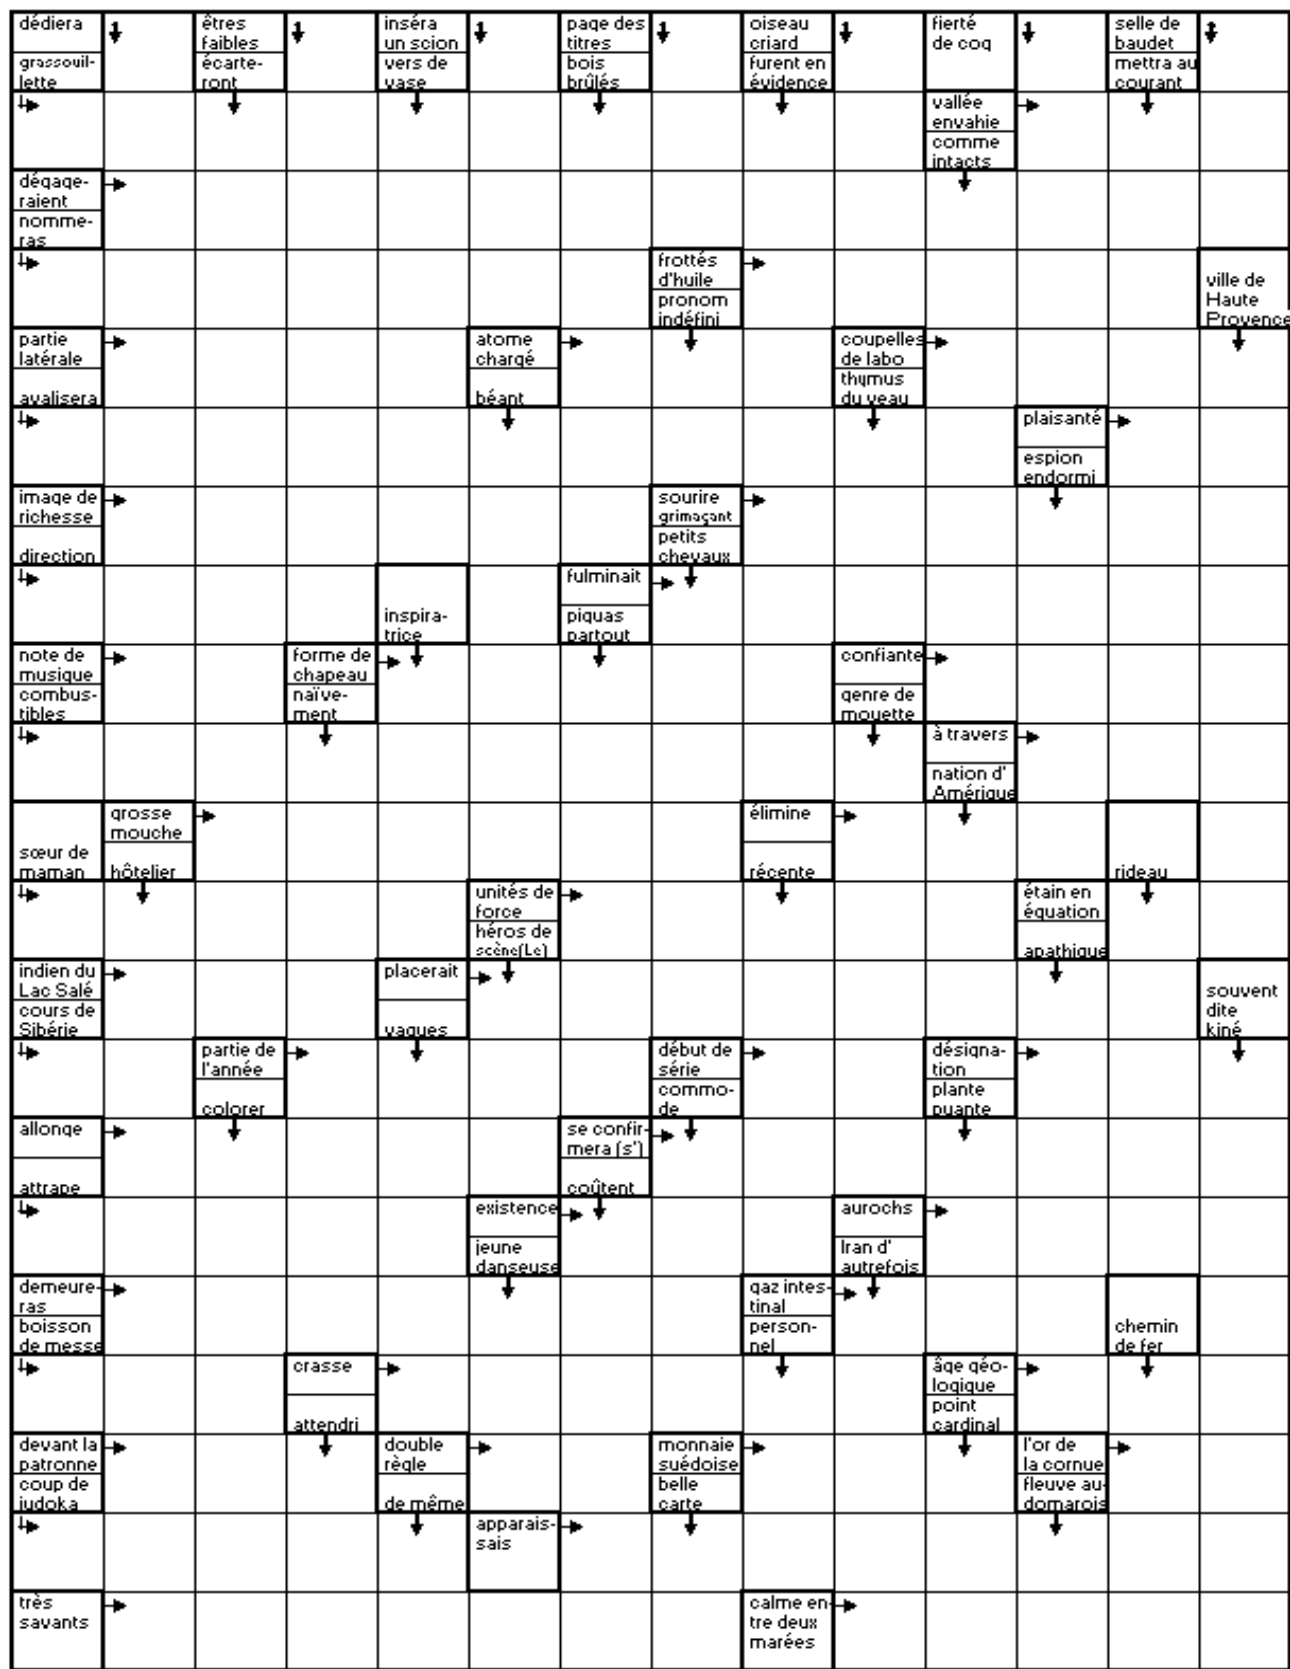 dédiera
grassouil-
lette
êtres
faibles
écarte-
ront
inséra
un scion
vers de
vase
page des
titres
bois
brûlés
oiseau
criard
furent en
évidence
fierté
de coq
selle de
baudet
mettra au
courant
vallée
envahie
comme
intacts
dégage-
raient
nomme-
ras
frottés
d'huile
pronom
indéfini
ville de
Haute
Provence
partie
latérale
avalisera
atome
chargé
béant
coupelles
de labo
thymus
du veau
plaisanté
espion
endormi
image de
richesse
direction
sourire
grimaçant
petits
chevaux
inspira-
trice
fulminait
piquas
partout
note de
musique
combus-
tibles
forme de
chapeau
naïve-
ment
confiante
genre de
mouette
à travers
nation d'
Amérique
sœur de
maman
grosse
mouche
hôtelier
élimine
récente
rideau
unités de
force
héros de
scène(Le)
étain en
équation
apathique
indien du
Lac Salé
cours de
Sibérie
placerait
vagues
souvent
dite
kiné
partie de
l'année
colorer
début de
série
commo-
de
désigna-
tion
plante
puante
allonge
attrape
se confir-
mera (s')
coûtent
existence
jeune
danseuse
aurochs
Iran d'
autrefois
demeure-
ras
boisson
de messe
gaz intes-
tinal
person-
nel
chemin
de fer
crasse
attendri
âge géo-
logique
point
cardinal
devant la
patronne
coup de
judoka
double
règle
de même
monnaie
suédoise
belle
carte
l'or de
la cornue
fleuve au-
domarois
apparais-
sais
très
savants
calme en-
tre deux
marées